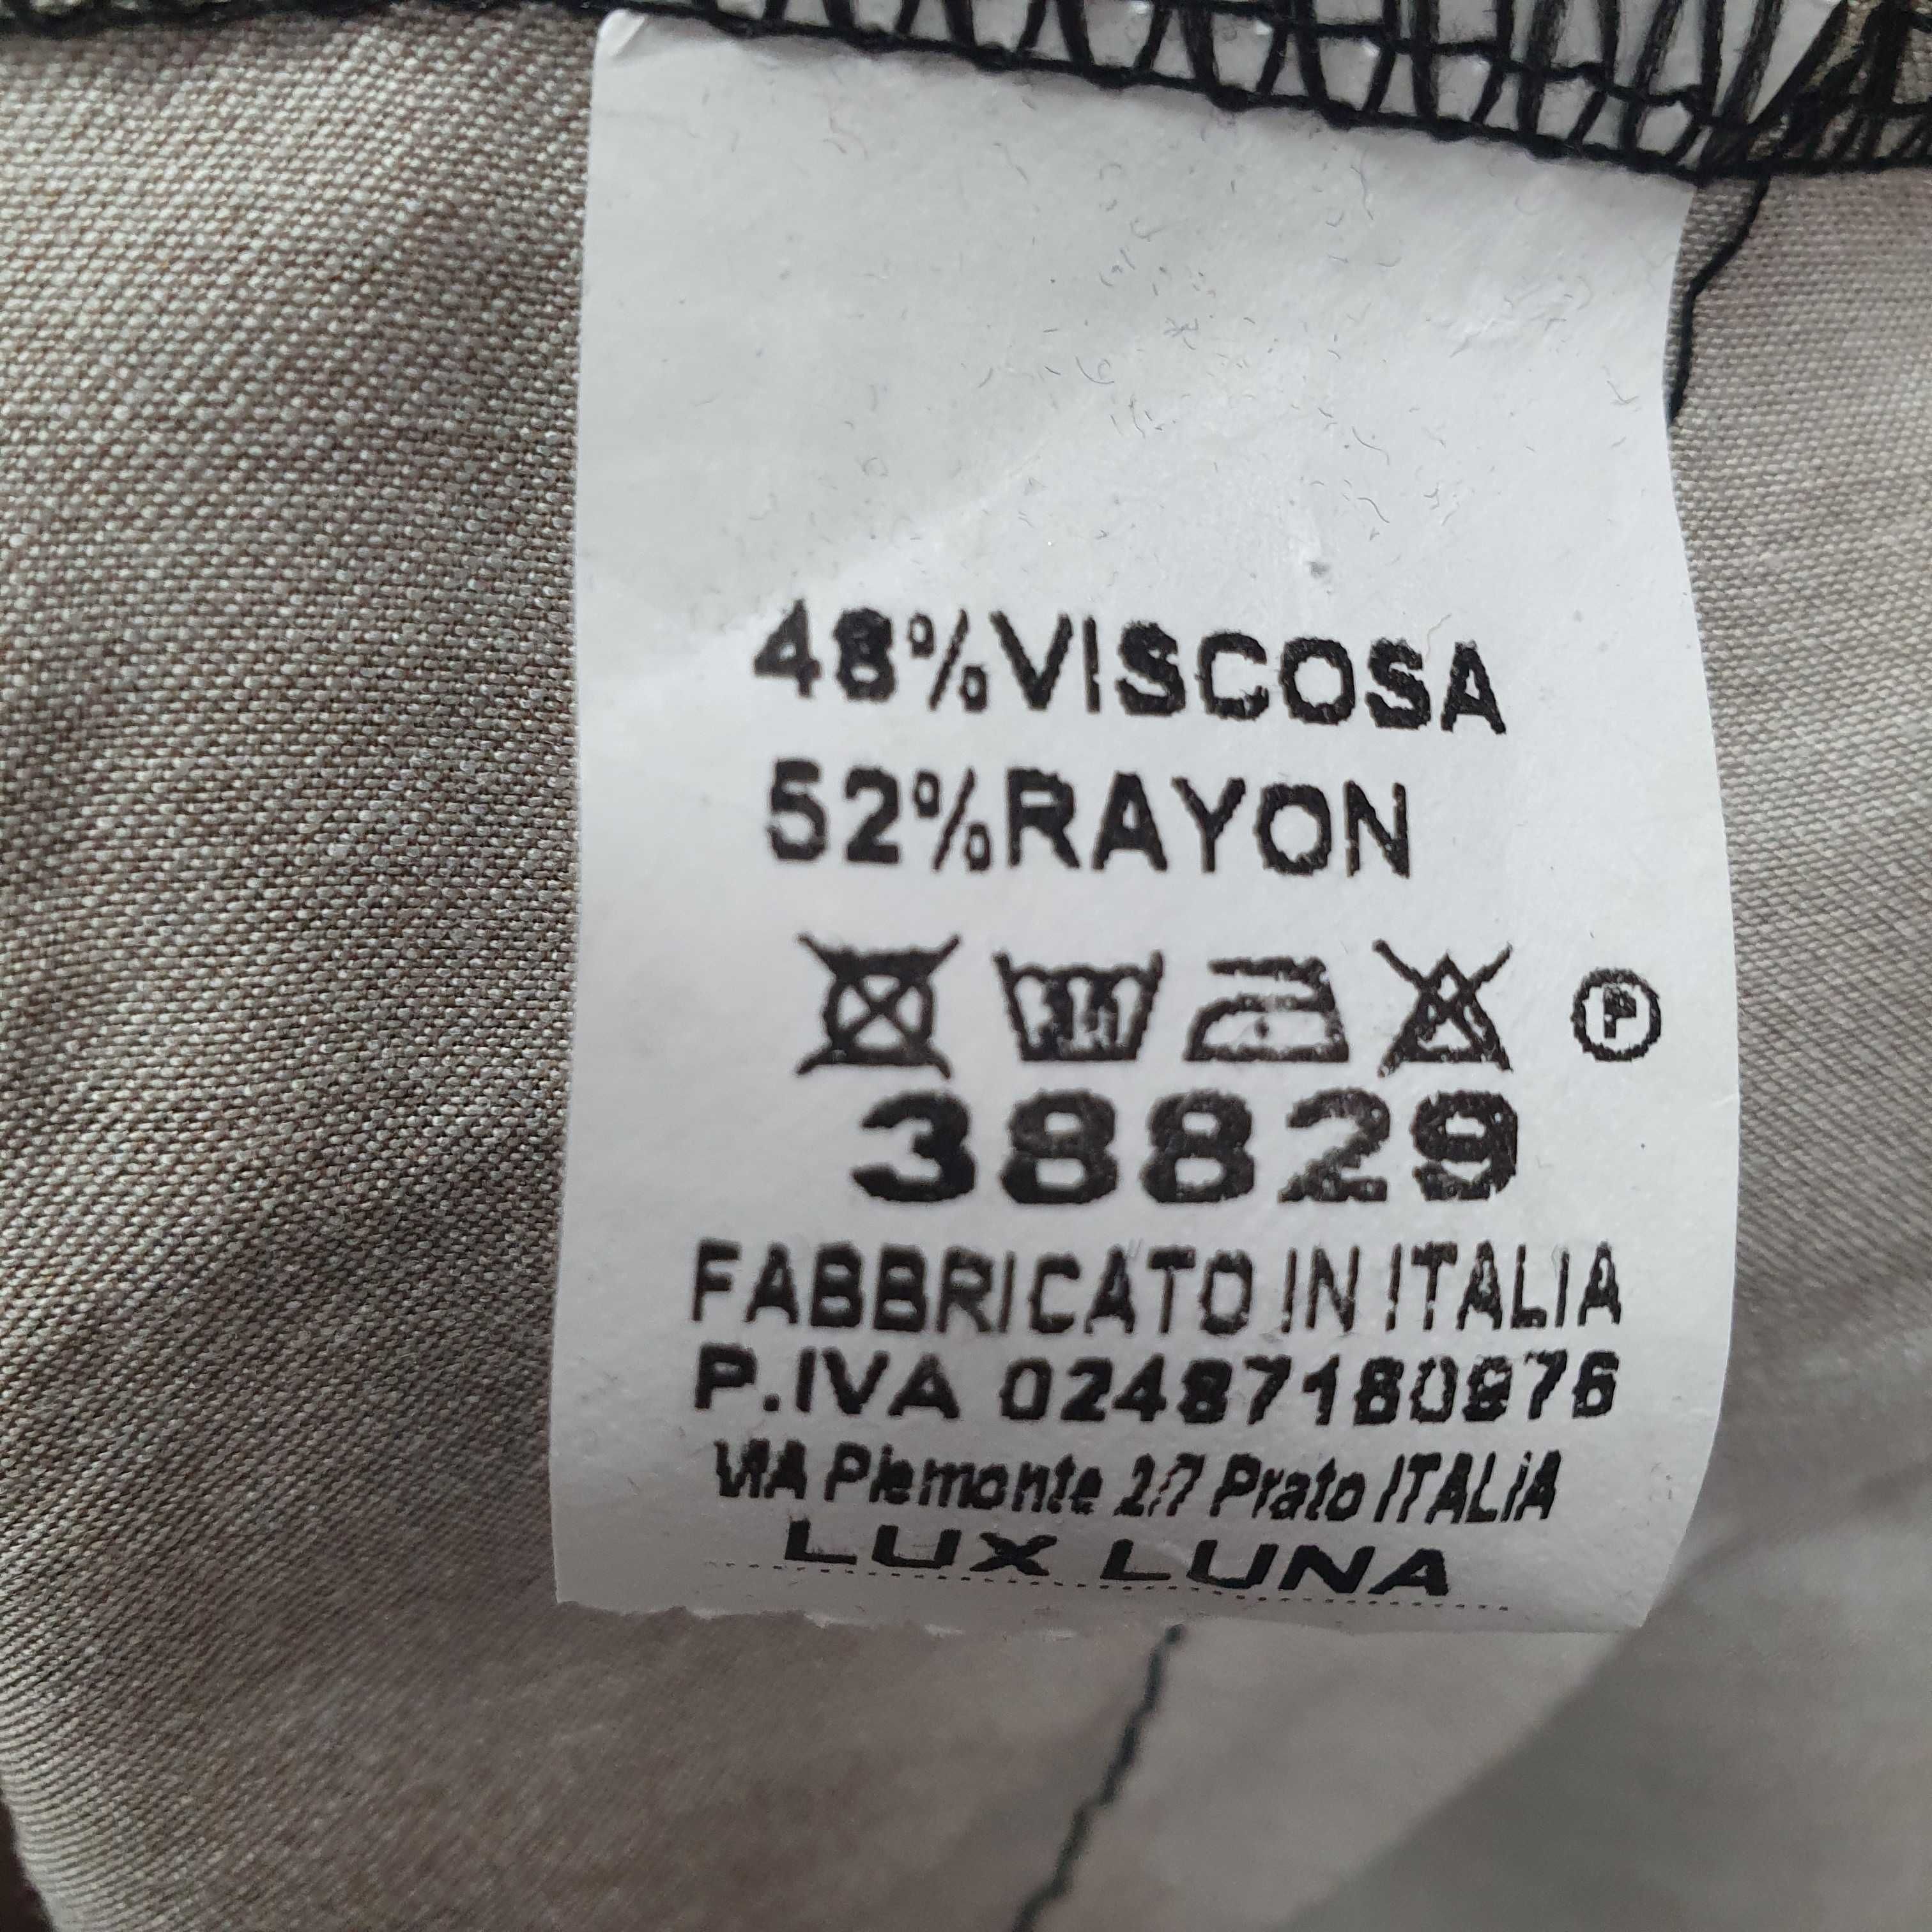 48%VISCOSA
52%RAYON
P
38829
FABBRICATO IN ITALIA
P.IVA 02487180976
VIA Piemonte 2/7 Prato ITALiA
LUX LUNA